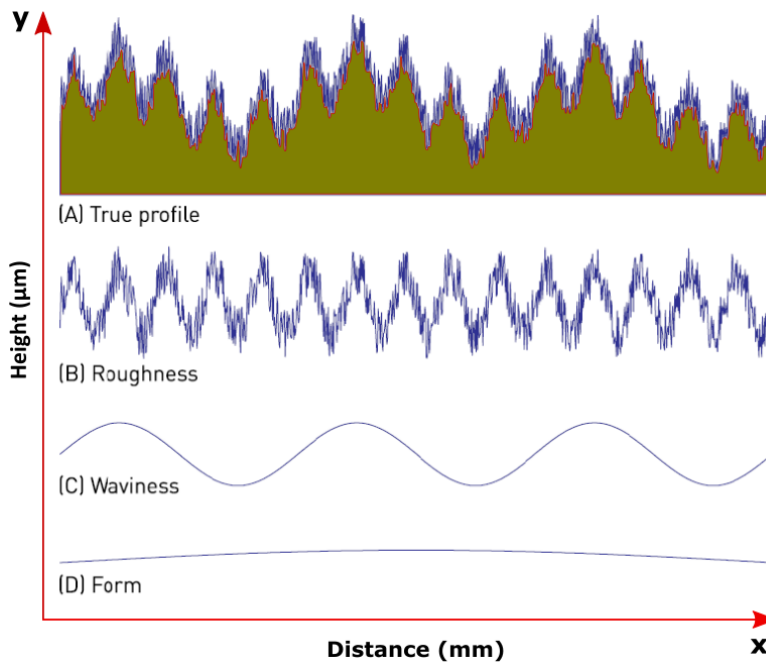 y
(A) True profile
Height (µm)
(B) Roughness
(C) Waviness
(D) Form
Distance (mm)
x